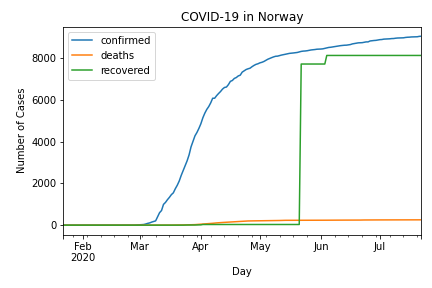 COVID-19 in Norway
confirmed
deaths
recovered
Number of Cases
8000
6000
4000
2000
0
Feb Mar Apr May Jun Jul
2020
Day